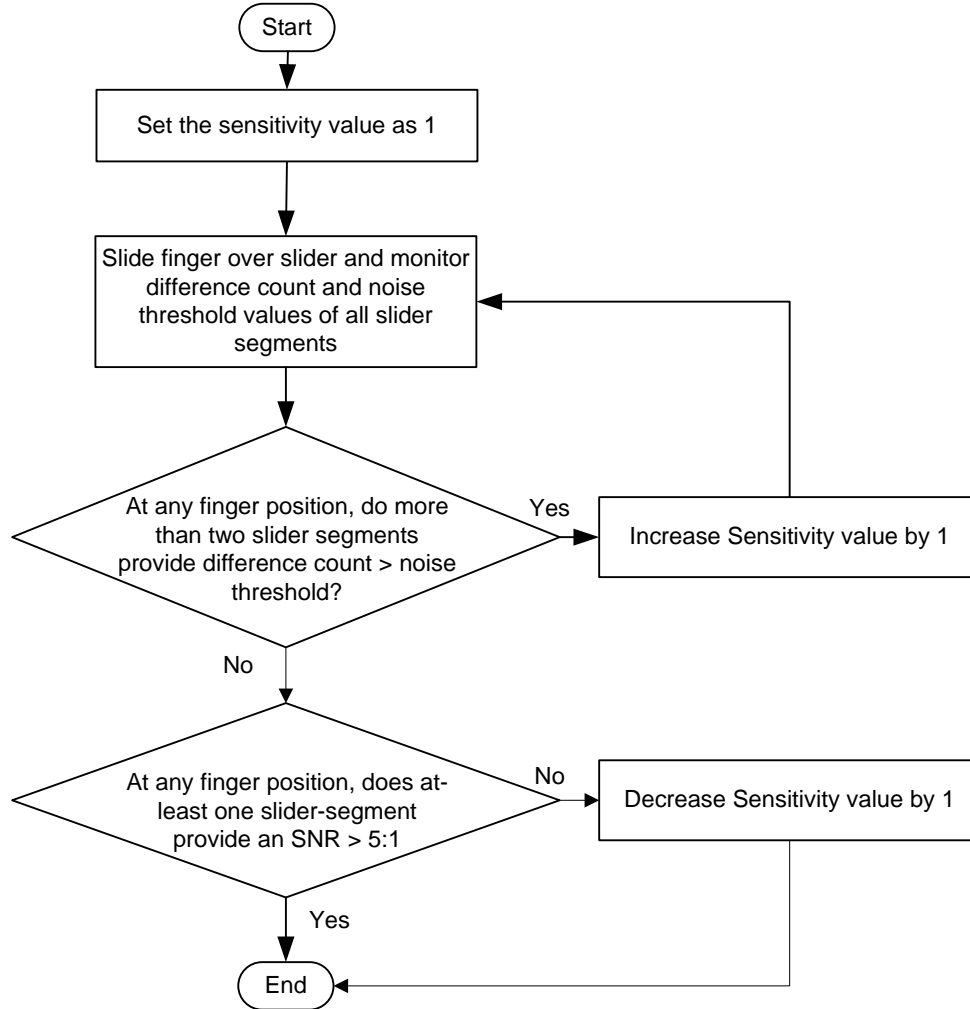 Start
Set the sensitivity value as 1
Slide finger over slider and monitor
difference count and noise
threshold values of all slider
segments
At any finger position, do more
than two slider segments
provide difference count > noise
threshold?
Yes
Increase Sensitivity value by 1
No
At any finger position, does at-
least one slider-segment
provide an SNR > 5:1
No
Decrease Sensitivity value by 1
Yes
End